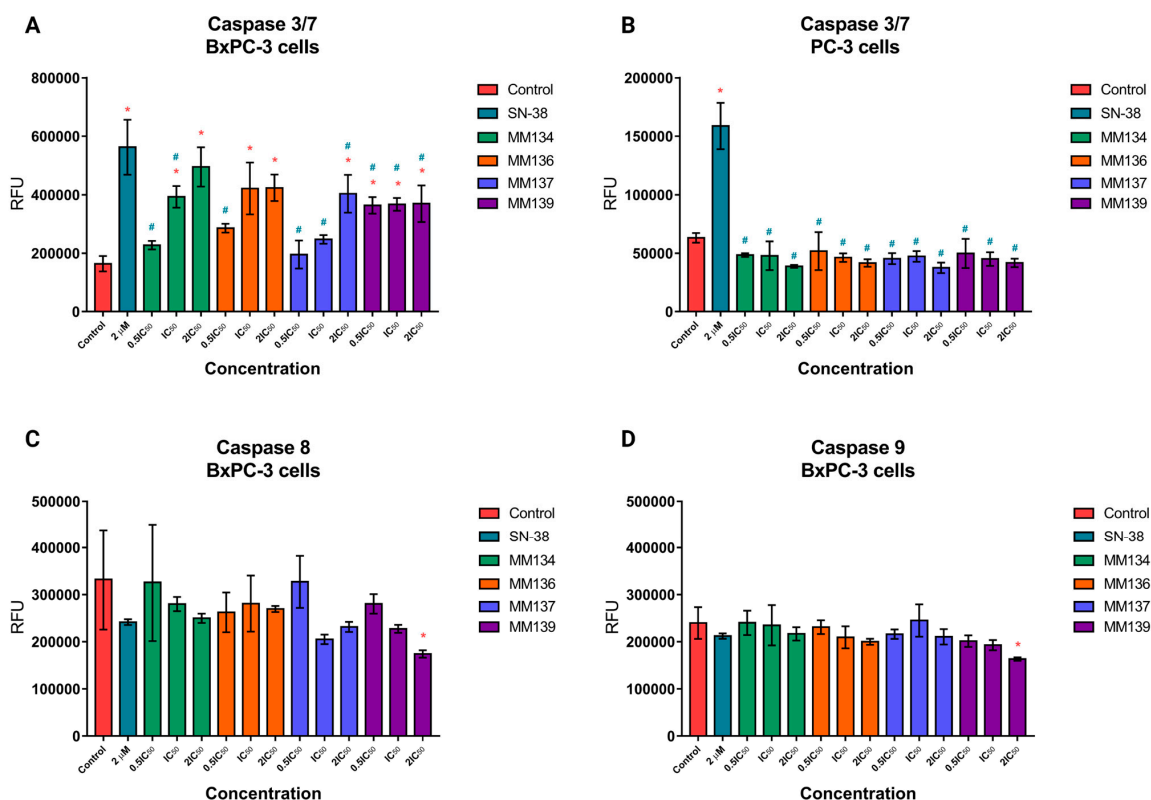 A
Caspase 3/7
BxPC-3 cells
800000
600000
400000
200000
0
RFU
*
#
#
*
*
#
*
*
#
#
#
*
#
*
#
*
#
*
Control
2 µM
0.5IC50
IC50
2IC50
0.5IC50
IC50
2IC50
0.5IC50
IC50
2IC50
0.5IC50
IC50
2IC50
Concentration
Control
SN-38
MM134
MM136
MM137
MM139
B
Caspase 3/7
PC-3 cells
200000
150000
100000
50000
0
RFU
*
#
#
#
#
#
#
#
#
#
#
#
#
Control
2 µM
0.5IC50
IC50
2IC50
0.5IC50
IC50
2IC50
0.5IC50
IC50
2IC50
0.5IC50
IC50
2IC50
Concentration
Control
SN-38
MM134
MM136
MM137
MM139
C
Caspase 8
BxPC-3 cells
500000
400000
300000
200000
100000
0
RFU
*
Control
2 µM
0.5IC50
IC50
2IC50
0.5IC50
IC50
2IC50
0.5IC50
IC50
2IC50
0.5IC50
IC50
2IC50
Concentration
Control
SN-38
MM134
MM136
MM137
MM139
D
Caspase 9
BxPC-3 cells
500000
400000
300000
200000
100000
0
RFU
*
Control
2 µM
0.5IC50
IC50
2IC50
0.5IC50
IC50
2IC50
0.5IC50
IC50
2IC50
0.5IC50
IC50
2IC50
Concentration
Control
SN-38
MM134
MM136
MM137
MM139